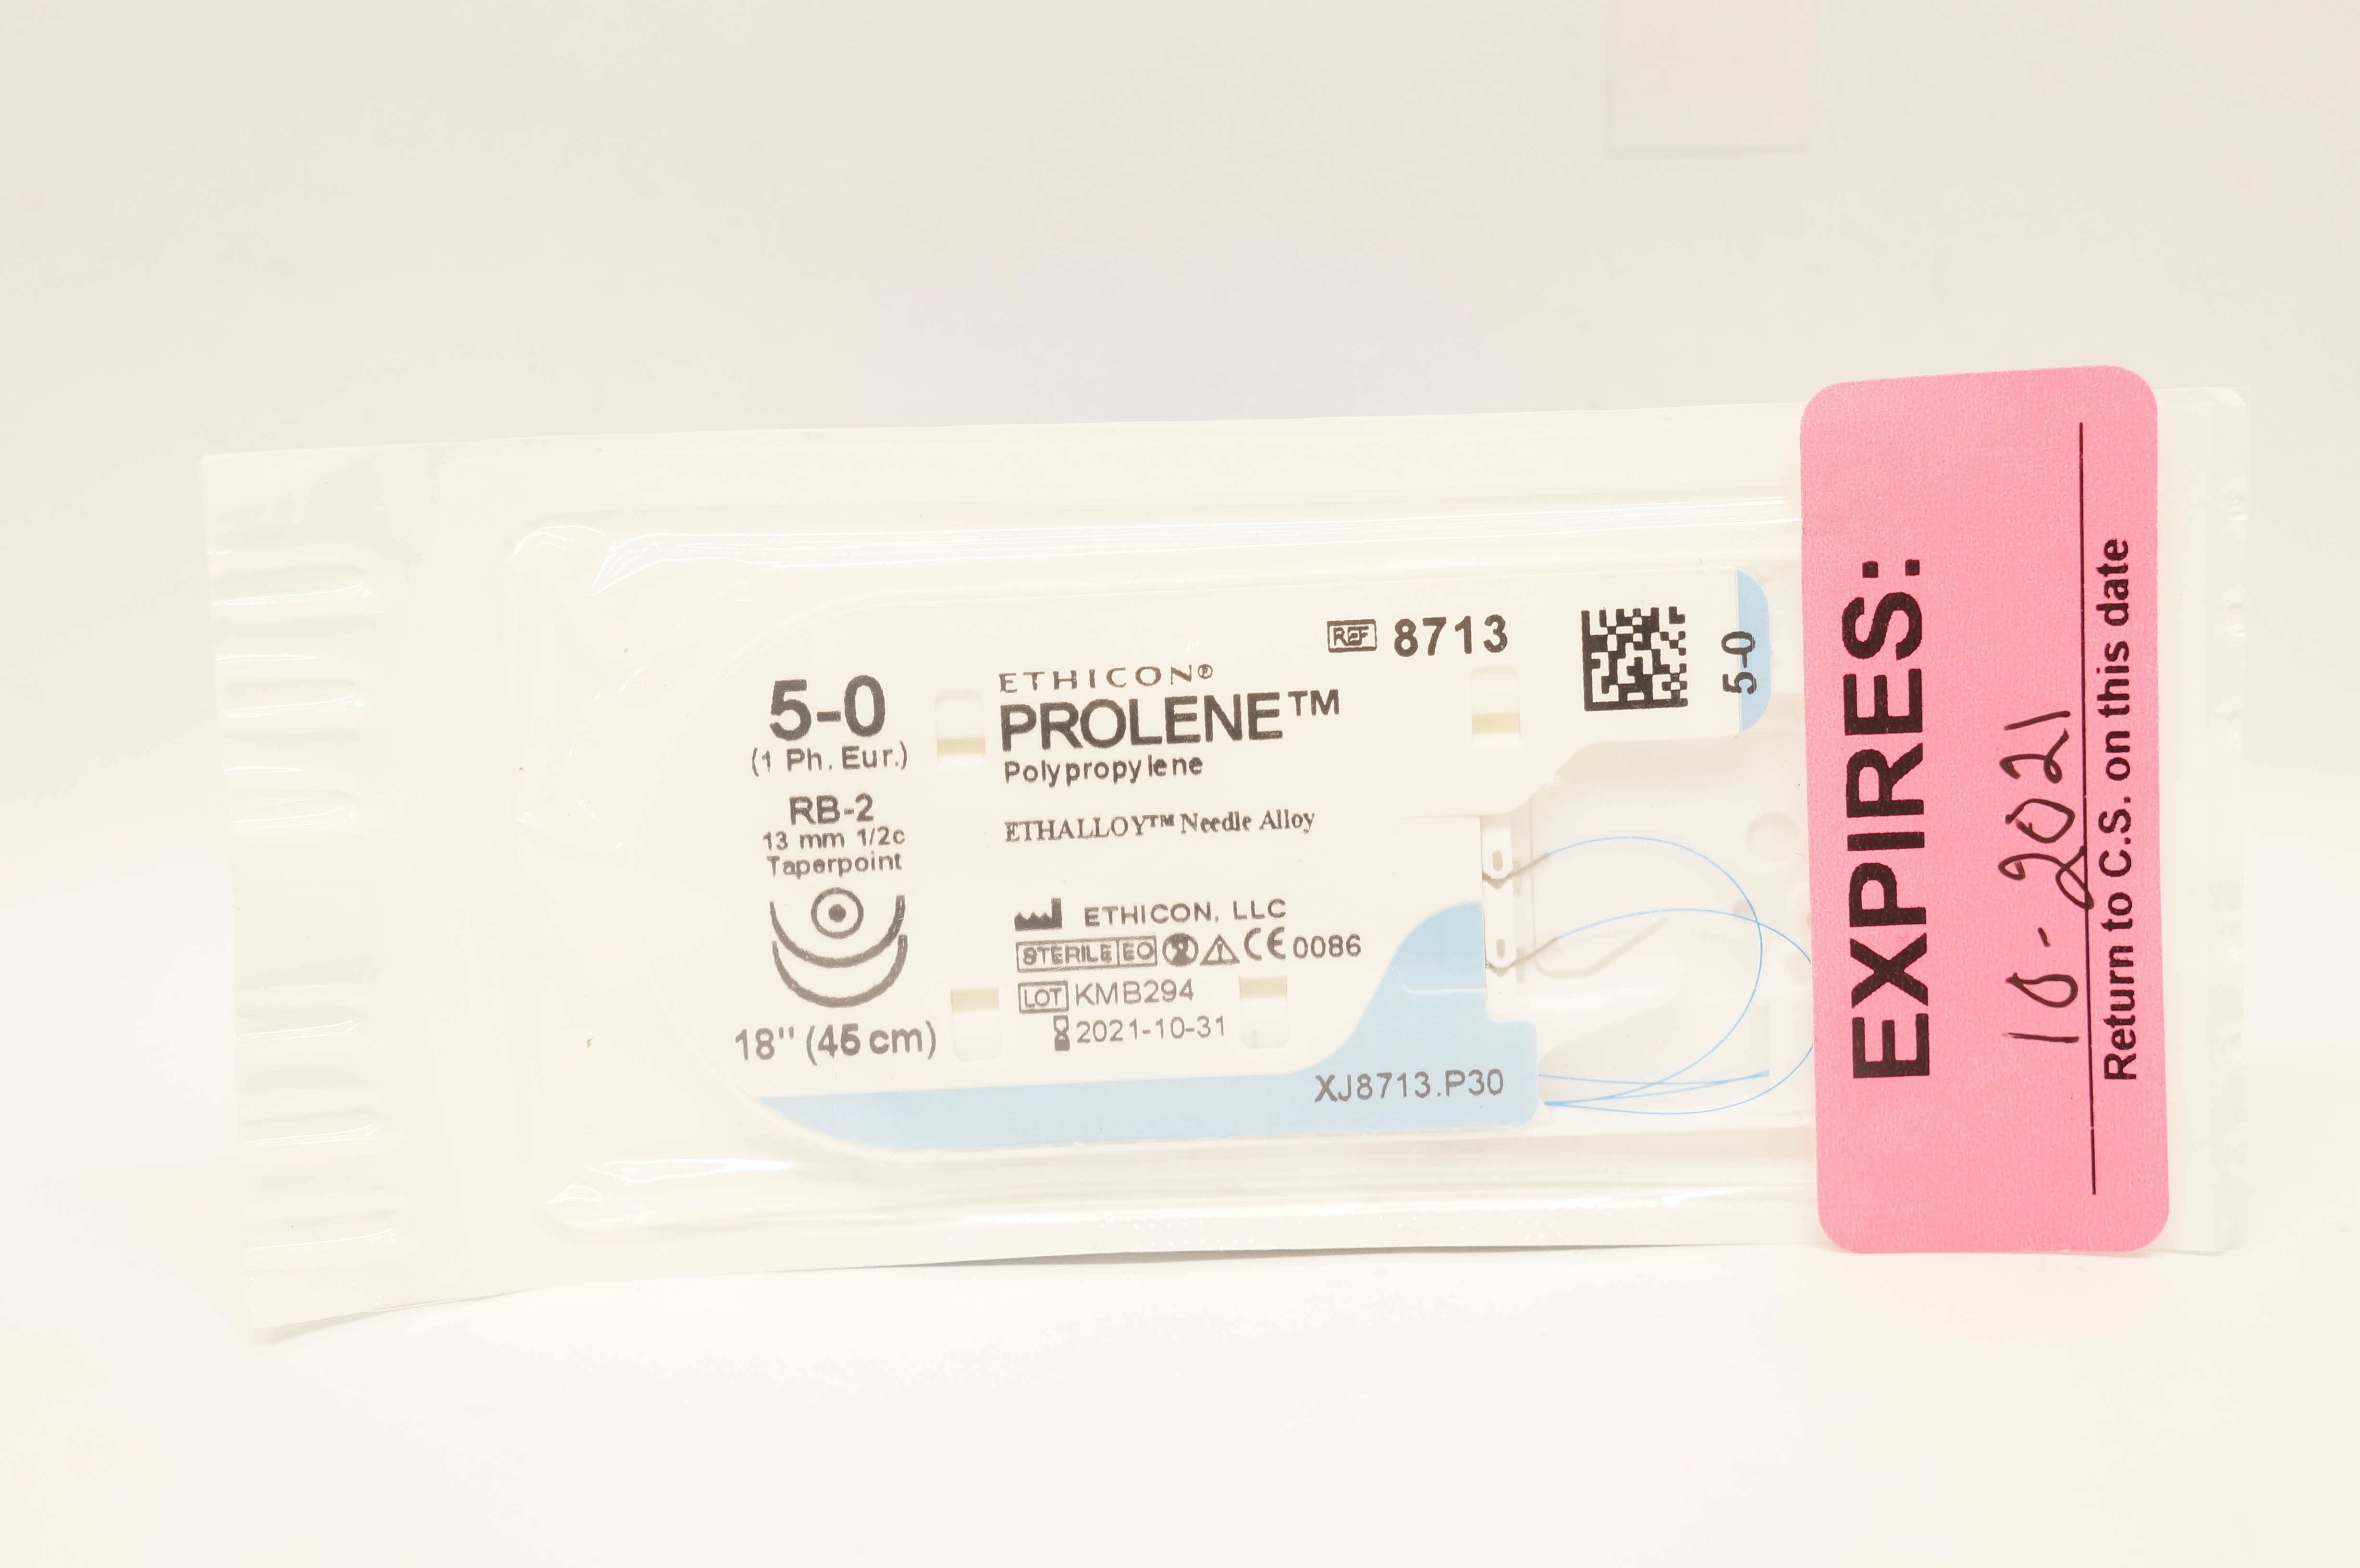 5-0
(1 Ph. Eur.)
RB-2
13 mm 1/2c
Taperpoint
18" (45 cm)
REF 8713
ETHICON®
PROLENE™
Polypropylene
ETHALLOY™ Needle Alloy
ETHICON, LLC
STERILE EO 2 CE 0086
LOT KMB294
2021-10-31
XJ8713.P30
5-0
EXPIRES:
10-2021
Return to C.S. on this date